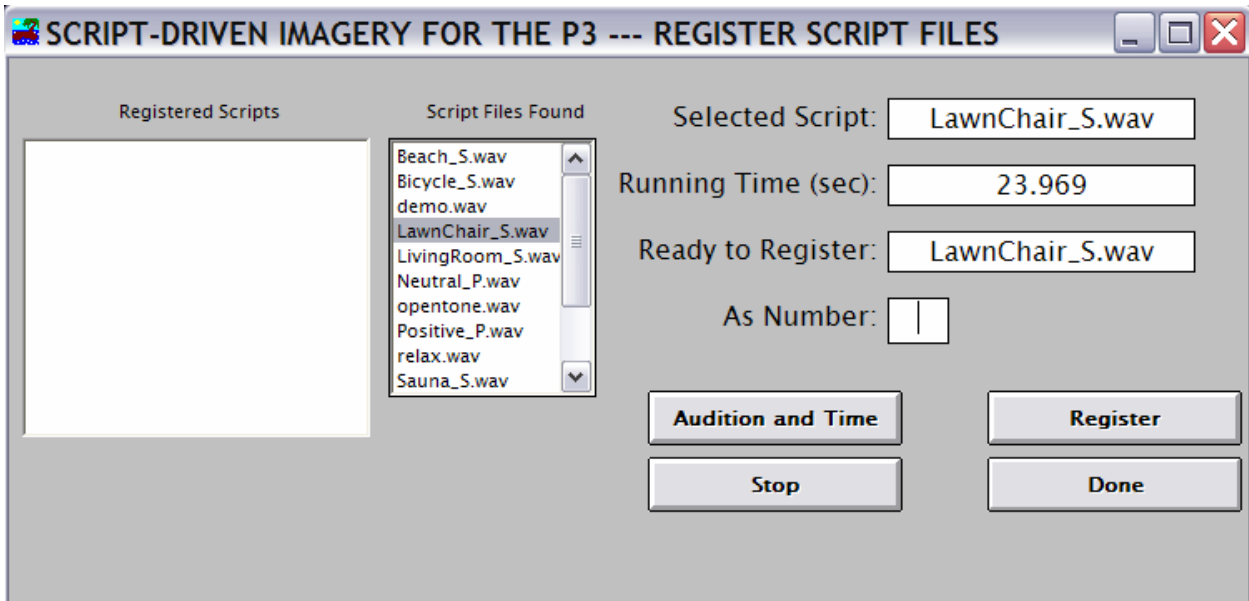 SCRIPT-DRIVEN IMAGERY FOR THE P3 --- REGISTER SCRIPT FILES
Registered Scripts
Script Files Found
Beach_S.wav
Bicycle_S.wav
demo.wav
LawnChair_S.wav
LivingRoom_S.wav
Neutral_P.wav
opentone.wav
Positive_P.wav
relax.wav
Sauna_S.wav
Selected Script: LawnChair_S.wav
Running Time (sec): 23.969
Ready to Register: LawnChair_S.wav
As Number:
Audition and Time
Register
Stop
Done